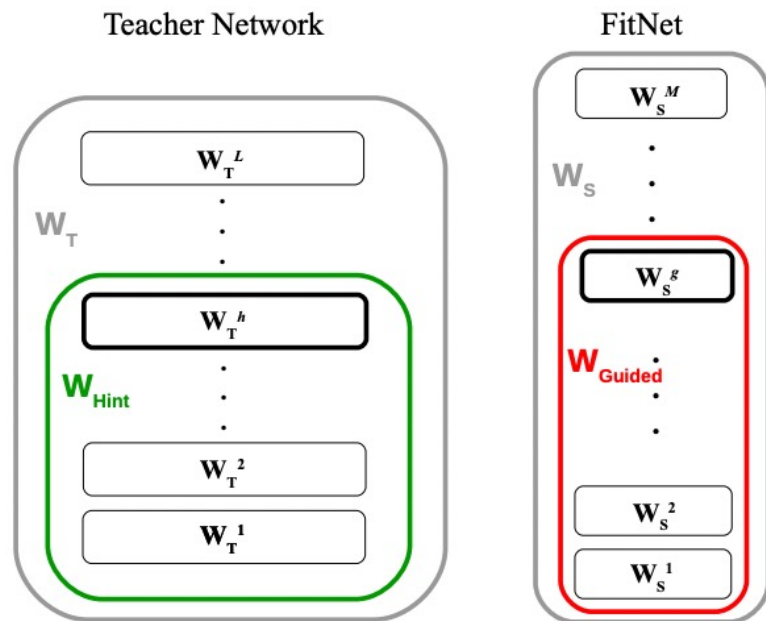 Teacher Network
W_T^L
W_T
W_T^h
W_Hint
W_T^2
W_T^1
FitNet
W_S^M
W_S
W_S^g
W_Guided
W_S^2
W_S^1